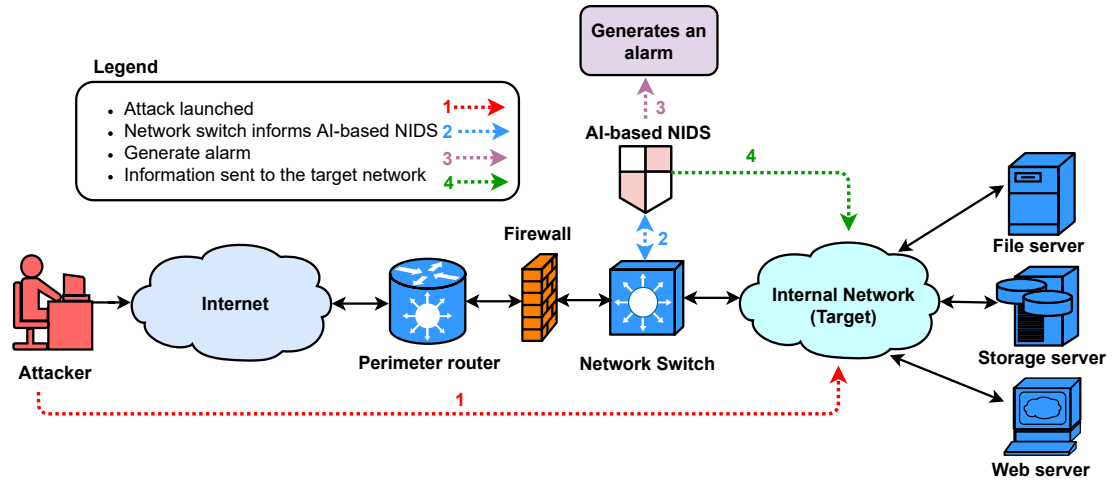 Generates an
alarm
Legend
• Attack launched 1
• Network switch informs AI-based NIDS 2
• Generate alarm 3
• Information sent to the target network 4
3
AI-based NIDS
4
2
Firewall
File server
Internet
Internal Network
(Target)
Perimeter router
Network Switch
Storage server
Attacker
1
Web server